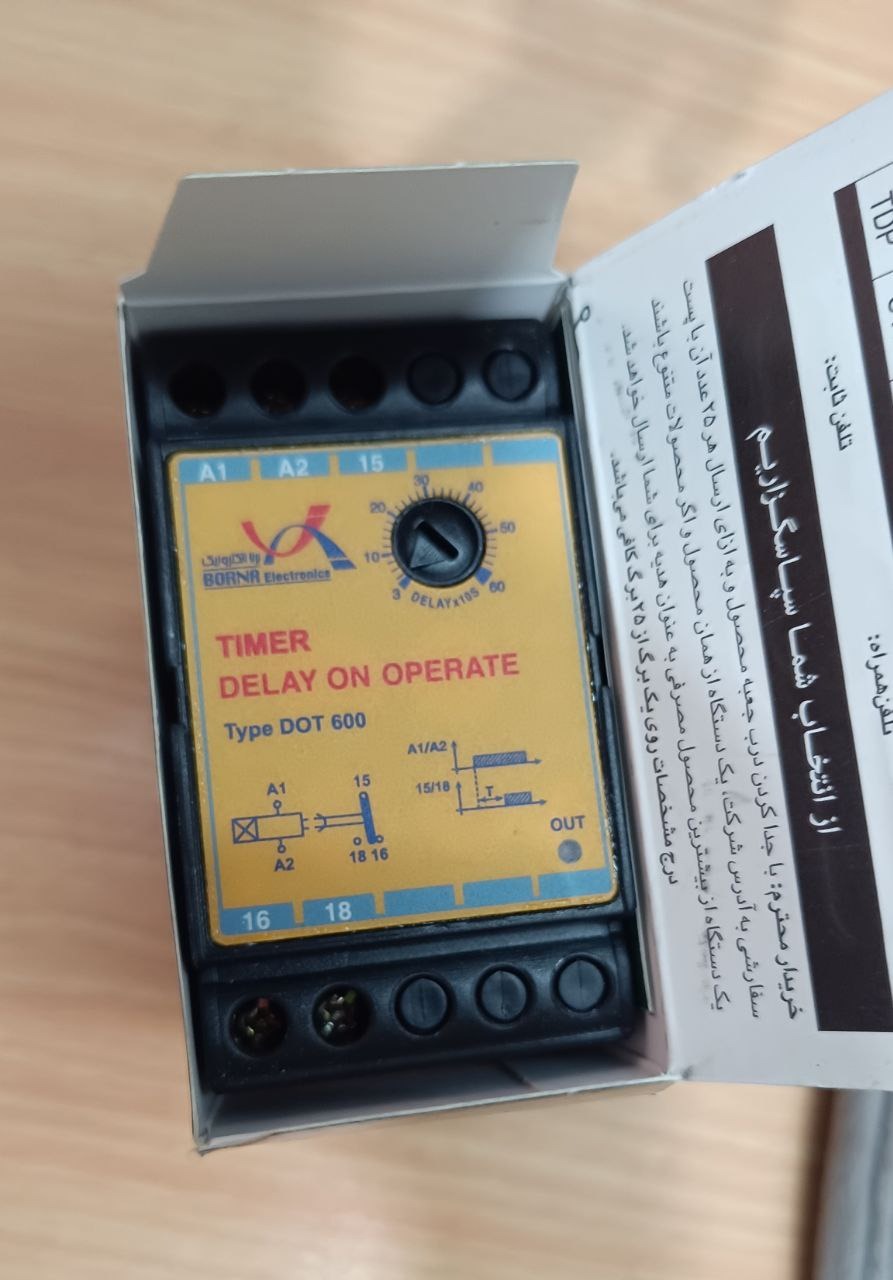 A1 A2 15
30
20
40
10
50
3
60
DELAYx10S
برنا الکترونیک
BORNA Electronics
TIMER
DELAY ON OPERATE
Type DOT 600
A1/A2
15/18
T
A1
15
A2
18 16
OUT
16 18
از انتخاب شما سپاسگزاریم
خریدار محترم: با جدا کردن درب جعبه محصول و به ازای ارسال هر ۲۵ عدد آن با پست
سفارشی به آدرس شرکت، یک دستگاه از همان محصول و اگر محصولات متنوع باشند
یک دستگاه از بیشترین محصول مصرفی به عنوان هدیه برای شما ارسال خواهد شد.
درج مشخصات روی یک برگ از ۲۵ برگ کافی می‌باشد.
تلفن ثابت:
تلفن همراه: